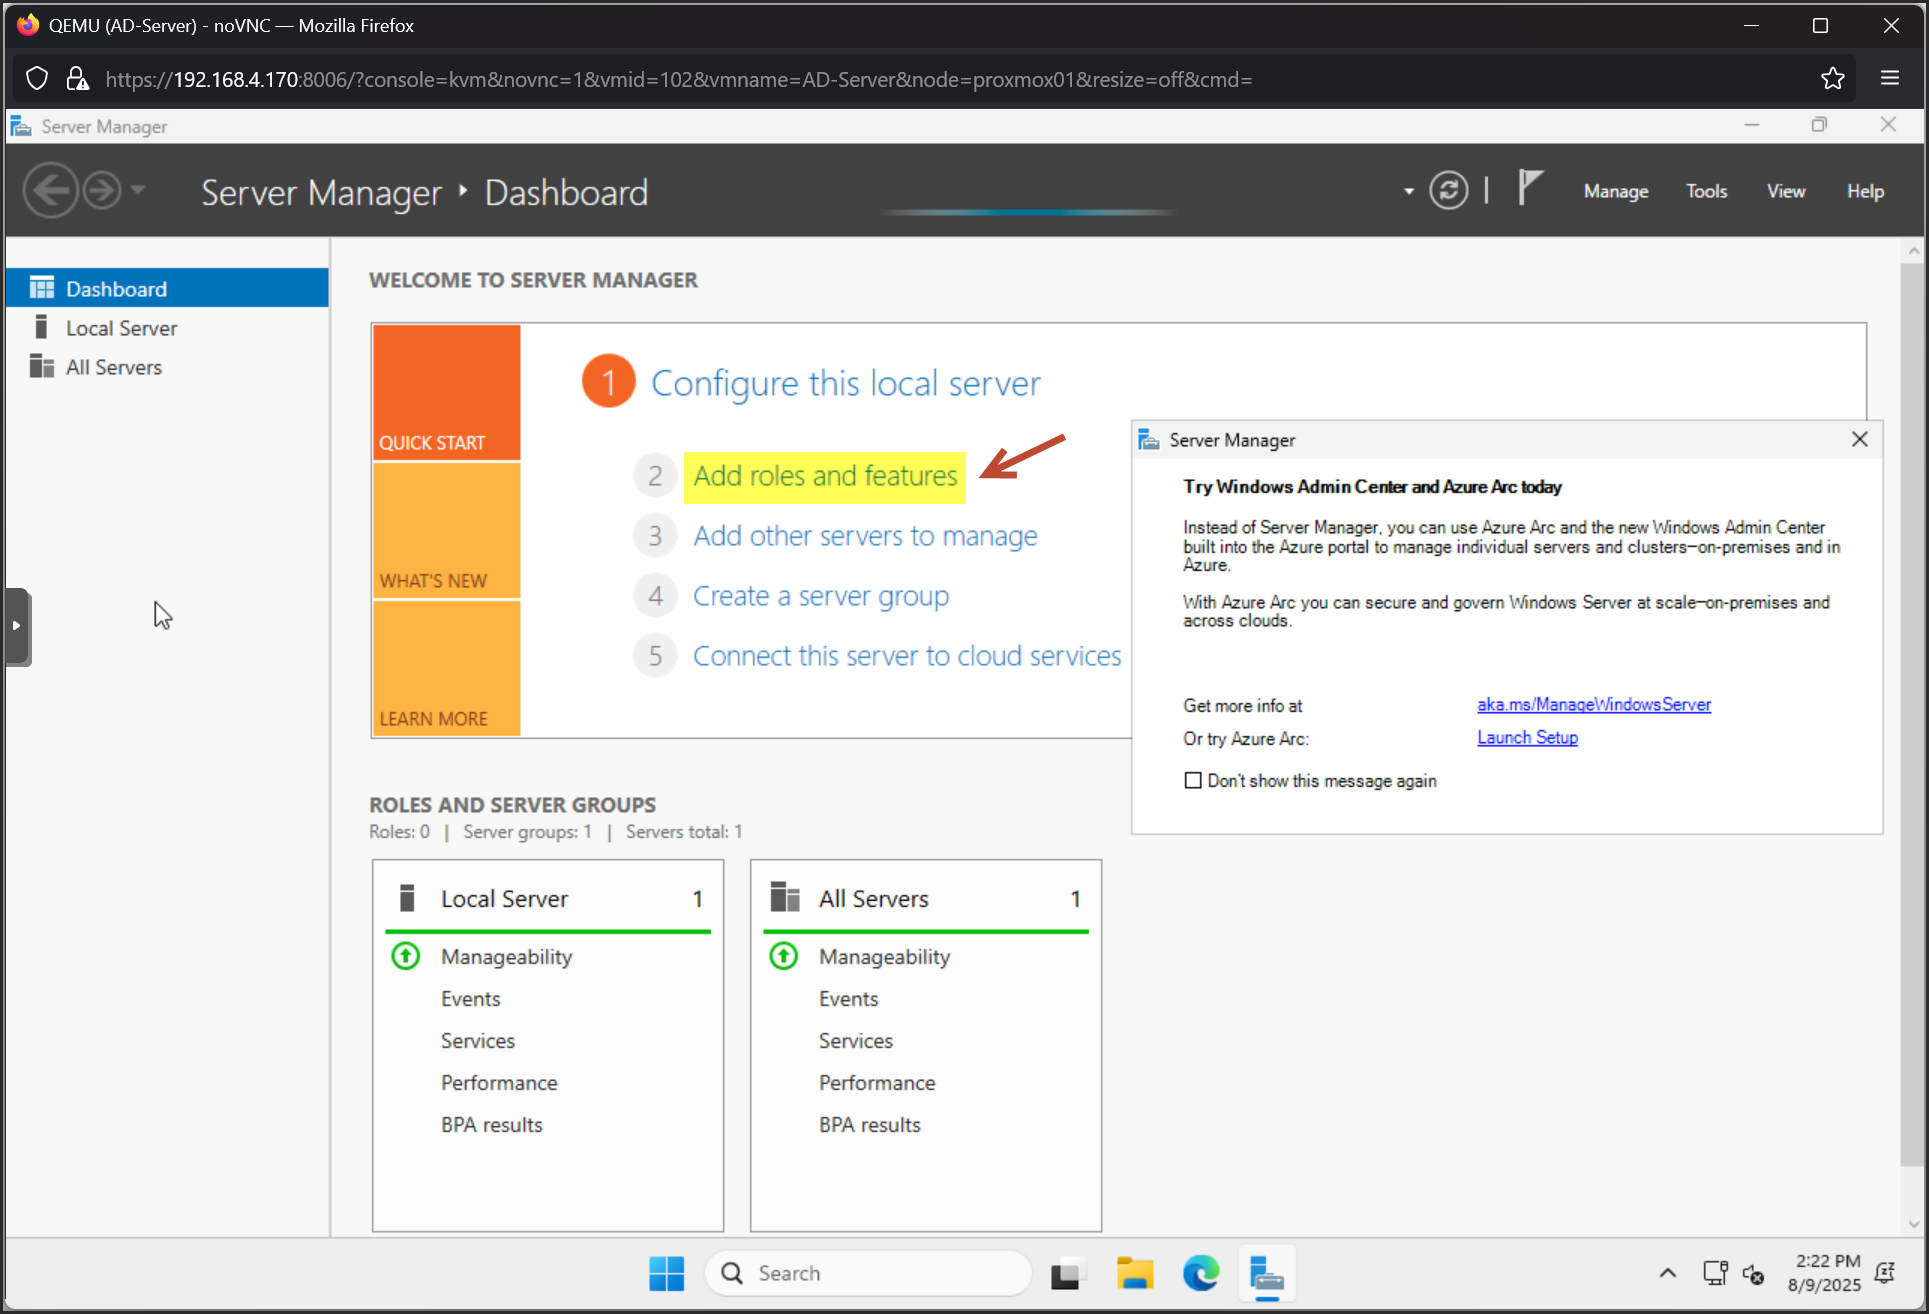 QEMU (AD-Server) - noVNC — Mozilla Firefox
https://192.168.4.170:8006/?console=kvm&novnc=1&vmid=102&vmname=AD-Server&node=proxmox01&resize=off&cmd=
Server Manager
Server Manager ‣ Dashboard
Manage
Tools
View
Help
Dashboard
Local Server
All Servers
WELCOME TO SERVER MANAGER
QUICK START
WHAT'S NEW
LEARN MORE
1 Configure this local server
2 Add roles and features
3 Add other servers to manage
4 Create a server group
5 Connect this server to cloud services
Server Manager
Try Windows Admin Center and Azure Arc today
Instead of Server Manager, you can use Azure Arc and the new Windows Admin Center
built into the Azure portal to manage individual servers and clusters–on-premises and in
Azure.
With Azure Arc you can secure and govern Windows Server at scale–on-premises and
across clouds.
Get more info at aka.ms/ManageWindowsServer
Or try Azure Arc: Launch Setup
Don't show this message again
ROLES AND SERVER GROUPS
Roles: 0 | Server groups: 1 | Servers total: 1
Local Server 1
Manageability
Events
Services
Performance
BPA results
All Servers 1
Manageability
Events
Services
Performance
BPA results
Search
2:22 PM
8/9/2025